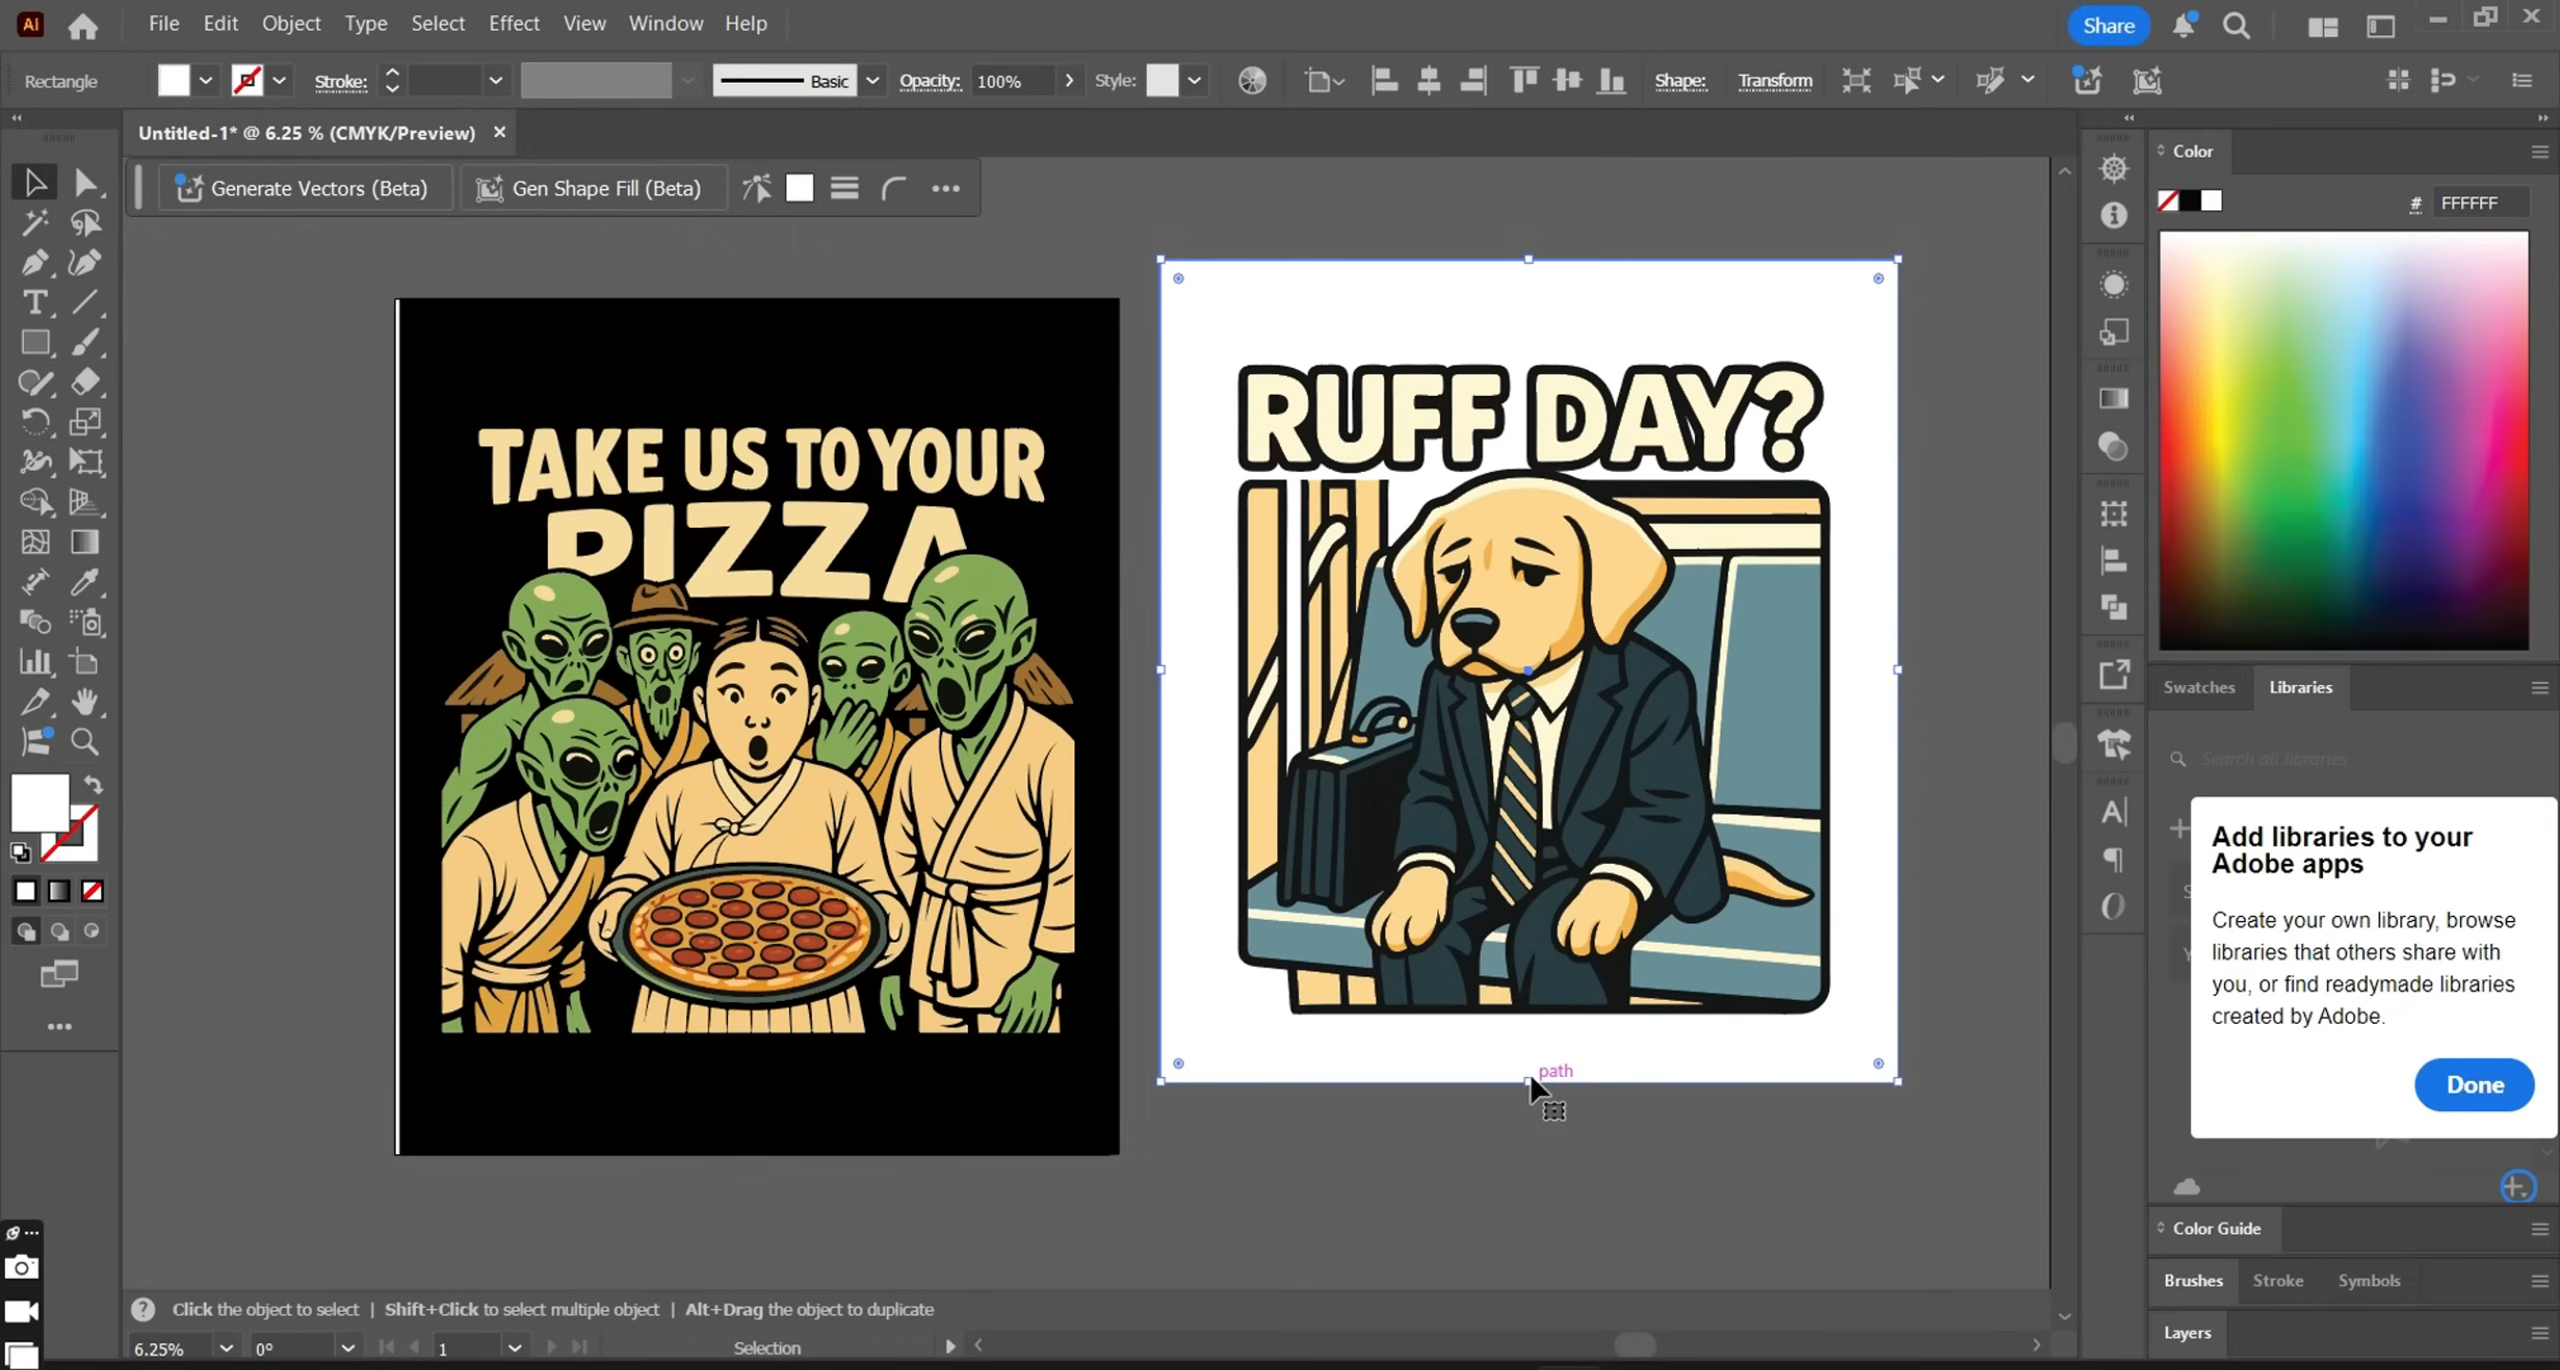 Ai
File Edit Object Type Select Effect View Window Help
Share
Rectangle
Stroke:
Basic
Opacity: 100%
Style:
Shape:
Transform
Untitled-1* @ 6.25 % (CMYK/Preview)
Generate Vectors (Beta)
Gen Shape Fill (Beta)
Color
# FFFFFF
TAKE US TO YOUR
PIZZA
RUFF DAY?
path
Swatches Libraries
Search all libraries
Add libraries to your
Adobe apps
Create your own library, browse
libraries that others share with
you, or find readymade libraries
created by Adobe.
Done
Color Guide
Brushes Stroke Symbols
Layers
Click the object to select | Shift+Click to select multiple object | Alt+Drag the object to duplicate
6.25% 0° 1 Selection